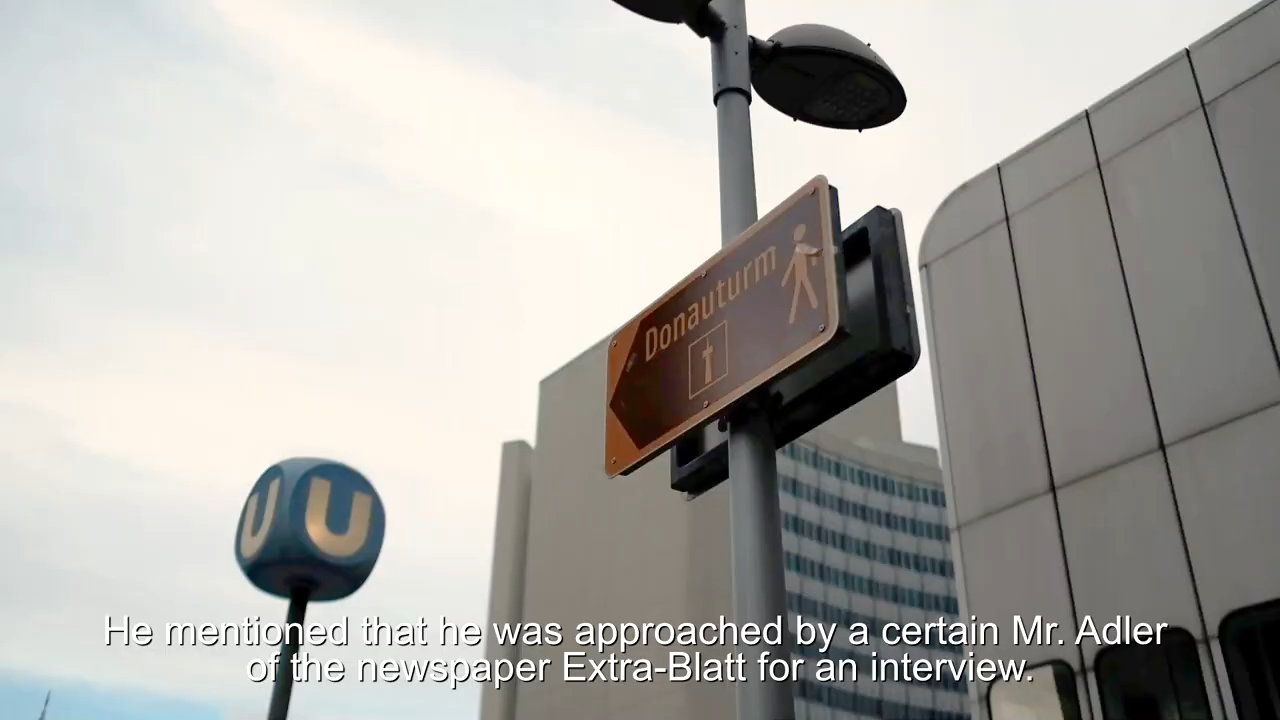 Donauturm
U U
He mentioned that he was approached by a certain Mr. Adler
of the newspaper Extra-Blatt for an interview.